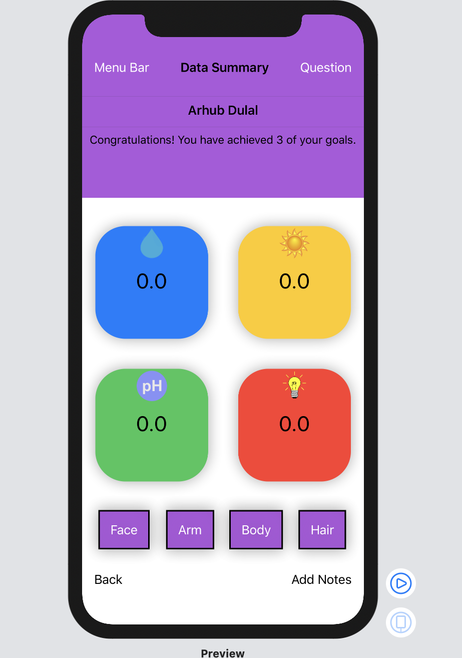 Menu Bar Data Summary Question
Arhub Dulal
Congratulations! You have achieved 3 of your goals.
0.0 0.0
pH
0.0 0.0
Face Arm Body Hair
Back Add Notes
Preview